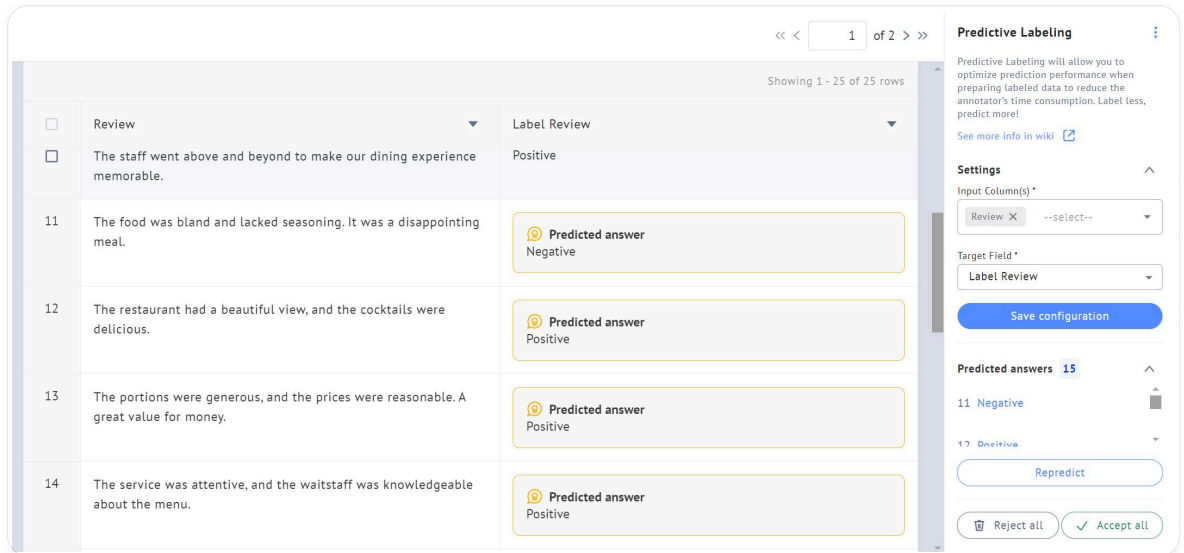 1 of 2
Showing 1 - 25 of 25 rows
Review
Label Review
The staff went above and beyond to make our dining experience
memorable.
Positive
11
The food was bland and lacked seasoning. It was a disappointing
meal.
Predicted answer
Negative
12
The restaurant had a beautiful view, and the cocktails were
delicious.
Predicted answer
Positive
13
The portions were generous, and the prices were reasonable. A
great value for money.
Predicted answer
Positive
14
The service was attentive, and the waitstaff was knowledgeable
about the menu.
Predicted answer
Positive
Predictive Labeling
Predictive Labeling will allow you to
optimize prediction performance when
preparing labeled data to reduce the
annotator's time consumption. Label less,
predict more!
See more info in wiki
Settings
Input Column(s) *
Review --select--
Target Field *
Label Review
Save configuration
Predicted answers 15
11 Negative
12 Positive
Repredict
Reject all
Accept all